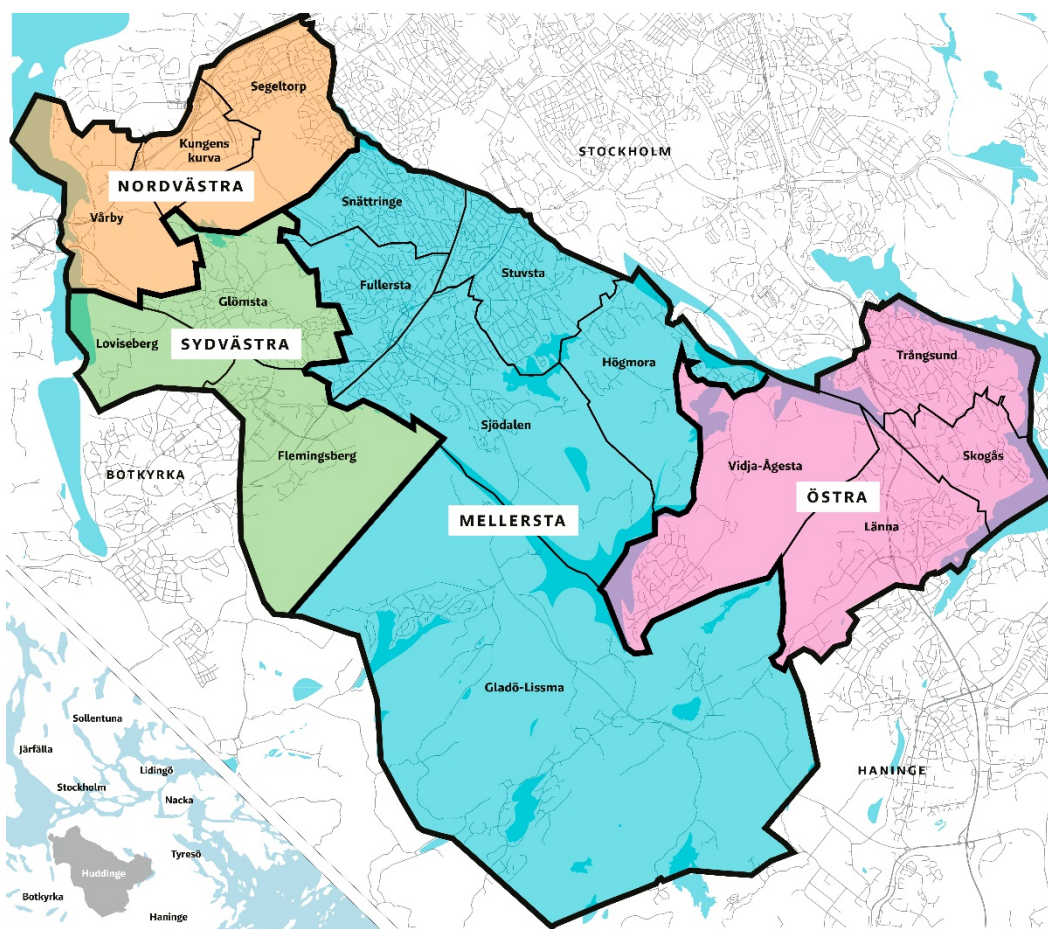 Segeltorp
Kungens
kurva
STOCKHOLM
NORDVÄSTRA
Snättringe
Vårby
Stuvsta
Fullersta
Glömsta
Loviseberg
SYDVÄSTRA
Högmora
Trångsund
Sjödalen
Skogås
Flemingsberg
Vidja-Ågesta
BOTKYRKA
ÖSTRA
MELLERSTA
Länna
Gladö-Lissma
HANINGE
Sollentuna
Järfälla
Lidingö
Stockholm
Nacka
Tyresö
Huddinge
Botkyrka
Haninge